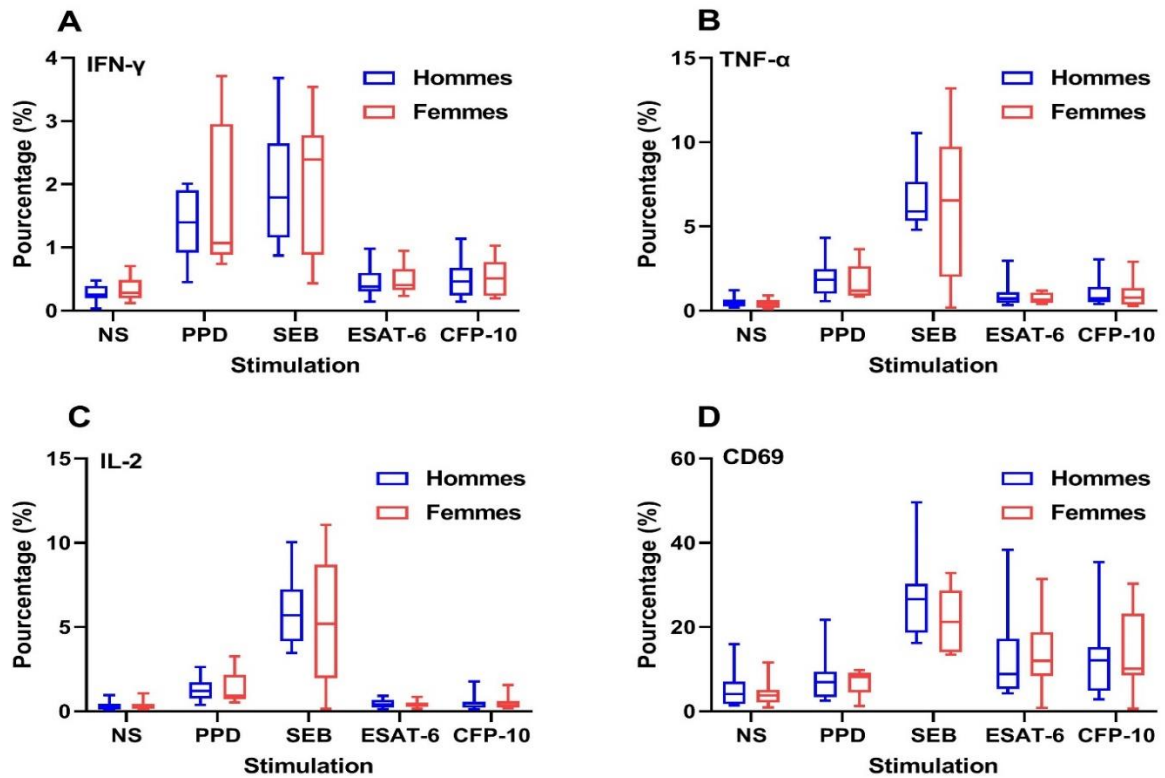 A
IFN-γ
Hommes
Femmes
Pourcentage (%)
4
3
2
1
0
NS PPD SEB ESAT-6 CFP-10
Stimulation
B
TNF-α
Hommes
Femmes
Pourcentage (%)
15
10
5
0
NS PPD SEB ESAT-6 CFP-10
Stimulation
C
IL-2
Hommes
Femmes
Pourcentage (%)
15
10
5
0
NS PPD SEB ESAT-6 CFP-10
Stimulation
D
CD69
Hommes
Femmes
Pourcentage (%)
60
40
20
0
NS PPD SEB ESAT-6 CFP-10
Stimulation